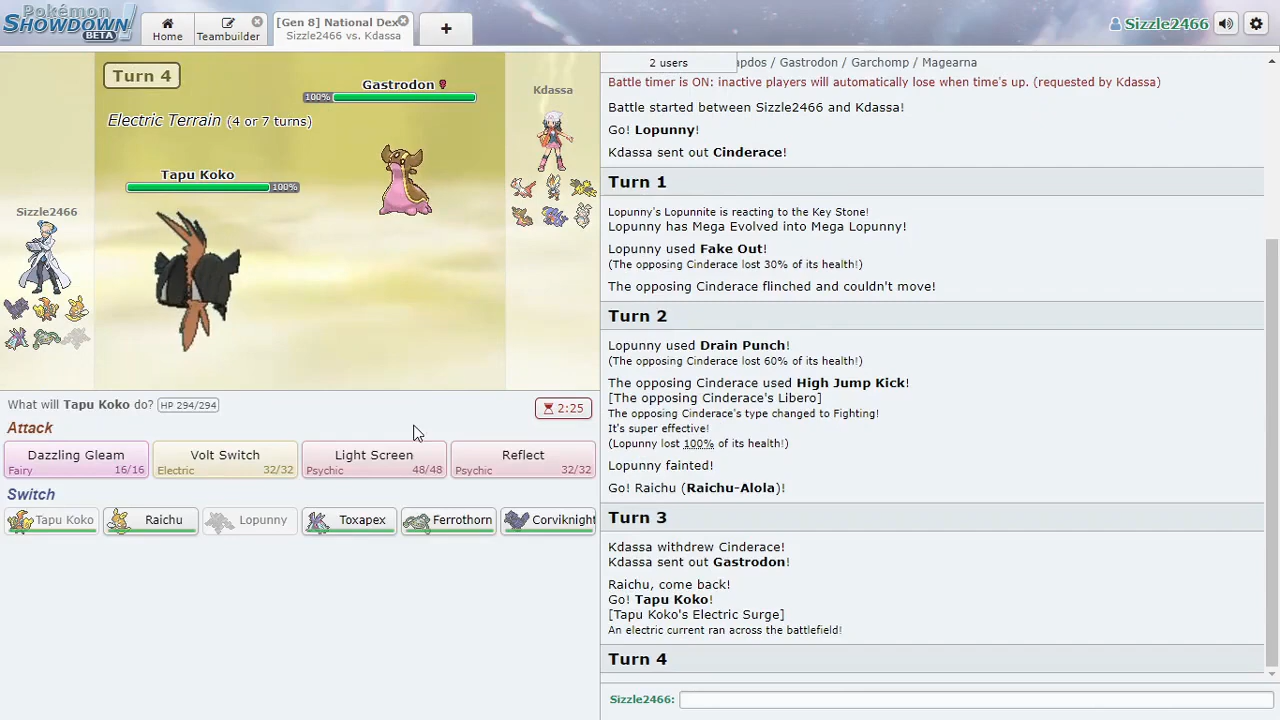 Pokémon
SHOWDOWN!
BETA
Home
Teambuilder
[Gen 8] National Dex
Sizzle2466 vs. Kdassa
+
Sizzle2466
Turn 4
Gastrodon
100%
Electric Terrain (4 or 7 turns)
Tapu Koko
100%
Kdassa
Sizzle2466
What will Tapu Koko do? HP 294/294
2:25
Attack
Dazzling Gleam
Fairy 16/16
Volt Switch
Electric 32/32
Light Screen
Psychic 48/48
Reflect
Psychic 32/32
Switch
Tapu Koko
Raichu
Lopunny
Toxapex
Ferrothorn
Corviknight
2 users
/ Gastrodon / Garchomp / Magearna
Battle timer is ON: inactive players will automatically lose when time's up. (requested by Kdassa)
Battle started between Sizzle2466 and Kdassa!
Go! Lopunny!
Kdassa sent out Cinderace!
Turn 1
Lopunny's Lopunnite is reacting to the Key Stone!
Lopunny has Mega Evolved into Mega Lopunny!
Lopunny used Fake Out!
(The opposing Cinderace lost 30% of its health!)
The opposing Cinderace flinched and couldn't move!
Turn 2
Lopunny used Drain Punch!
(The opposing Cinderace lost 60% of its health!)
The opposing Cinderace used High Jump Kick!
[The opposing Cinderace's Libero]
The opposing Cinderace's type changed to Fighting!
It's super effective!
(Lopunny lost 100% of its health!)
Lopunny fainted!
Go! Raichu (Raichu-Alola)!
Turn 3
Kdassa withdrew Cinderace!
Kdassa sent out Gastrodon!
Raichu, come back!
Go! Tapu Koko!
[Tapu Koko's Electric Surge]
An electric current ran across the battlefield!
Turn 4
Sizzle2466: